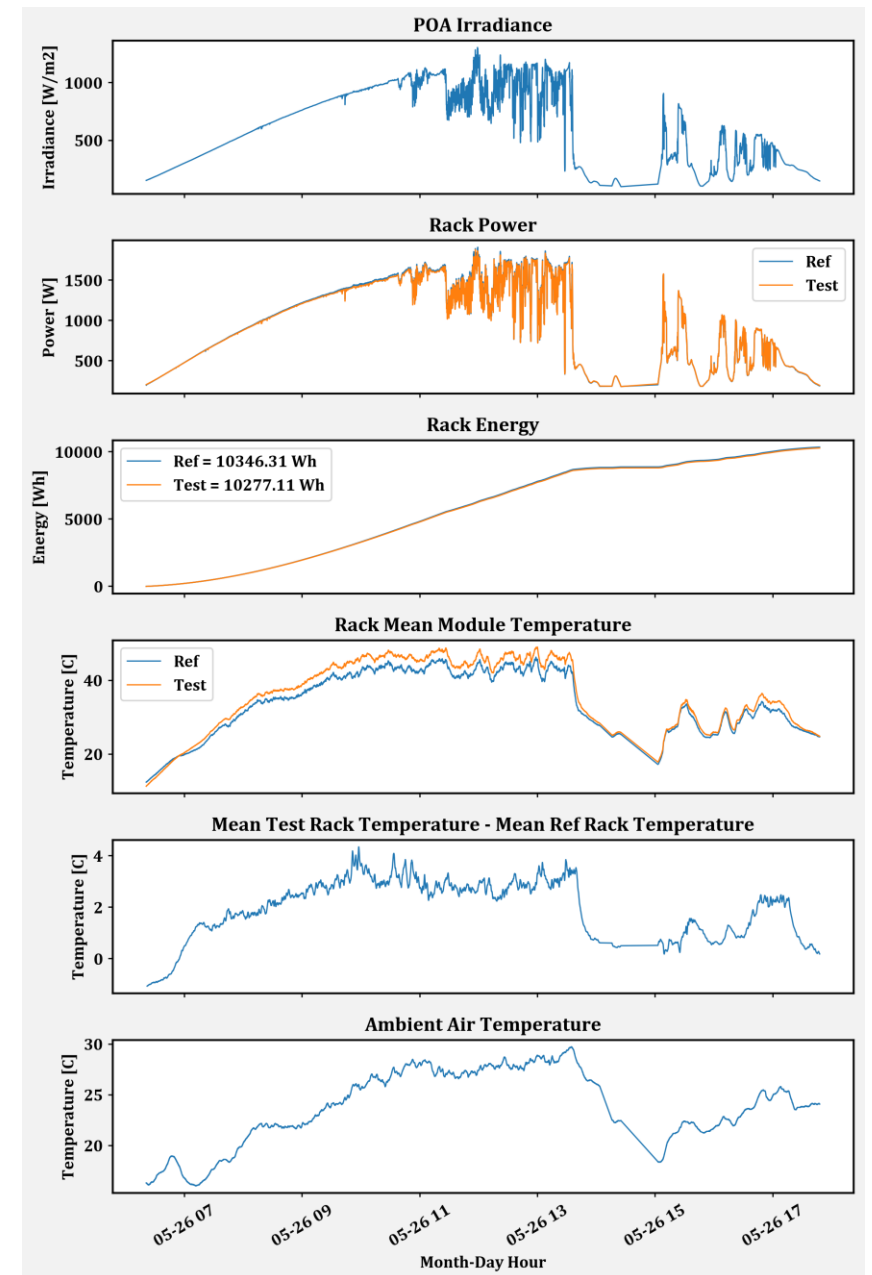 POA Irradiance
Irradiance [W/m2]
1000
500
Rack Power
Power [W]
1500
1000
500
Ref
Test
Rack Energy
Energy [Wh]
10000
5000
0
Ref = 10346.31 Wh
Test = 10277.11 Wh
Rack Mean Module Temperature
Temperature [C]
40
20
Ref
Test
Mean Test Rack Temperature - Mean Ref Rack Temperature
Temperature [C]
4
2
0
Ambient Air Temperature
Temperature [C]
30
25
20
05-26 07
05-26 09
05-26 11
05-26 13
05-26 15
05-26 17
Month-Day Hour